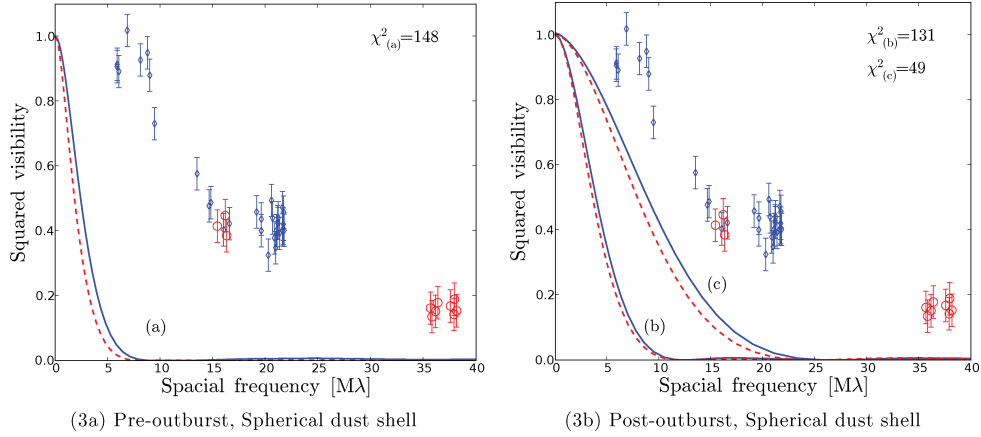 χ²(a)=148
Squared visibility
1.0
0.8
0.6
0.4
0.2
0.0
(a)
0 5 10 15 20 25 30 35 40
Spacial frequency [Mλ]
(3a) Pre-outburst, Spherical dust shell
χ²(b)=131
χ²(c)=49
Squared visibility
1.0
0.8
0.6
0.4
0.2
0.0
(c)
(b)
0 5 10 15 20 25 30 35 40
Spacial frequency [Mλ]
(3b) Post-outburst, Spherical dust shell